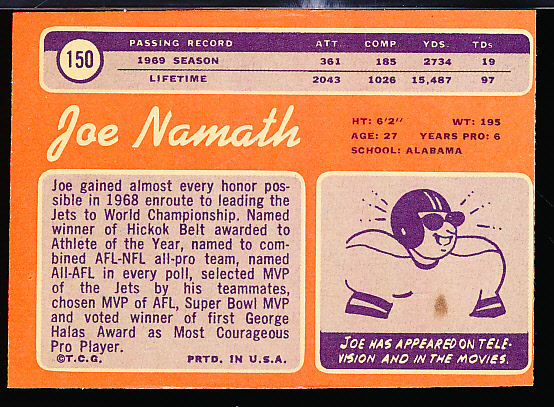 150
PASSING RECORD ATT. COMP. YDS. TDs
1969 SEASON 361 185 2734 19
LIFETIME 2043 1026 15,487 97
Joe Namath
HT: 6'2" WT: 195
AGE: 27 YEARS PRO: 6
SCHOOL: ALABAMA
Joe gained almost every honor pos-
sible in 1968 enroute to leading the
Jets to World Championship. Named
winner of Hickok Belt awarded to
Athlete of the Year, named to com-
bined AFL-NFL all-pro team, named
All-AFL in every poll, selected MVP
of the Jets by his teammates,
chosen MVP of AFL, Super Bowl MVP
and voted winner of first George
Halas Award as Most Courageous
Pro Player.
©T.C.G. PRTD. IN U.S.A.
JOE HAS APPEARED ON TELE-
VISION AND IN THE MOVIES.